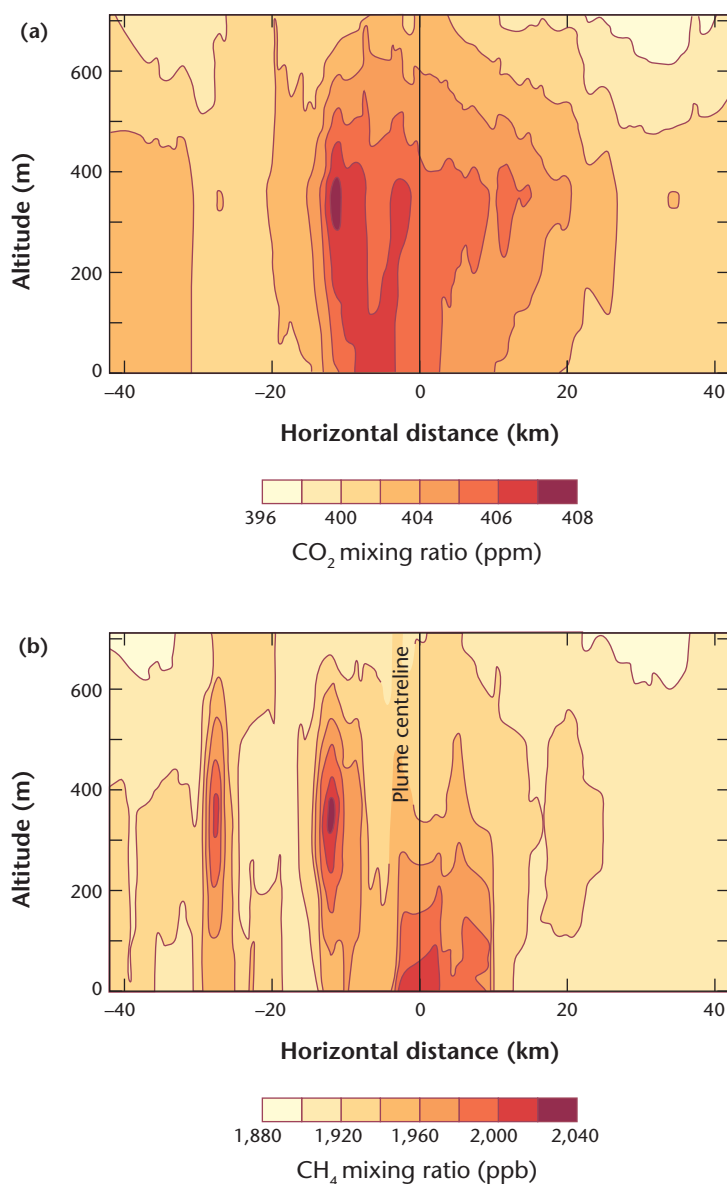 (a)
Altitude (m)
600
400
200
0
−40 −20 0 20 40
Horizontal distance (km)
396 400 404 406 408
CO₂ mixing ratio (ppm)
(b)
Altitude (m)
600
400
200
0
Plume centreline
−40 −20 0 20 40
Horizontal distance (km)
1,880 1,920 1,960 2,000 2,040
CH₄ mixing ratio (ppb)